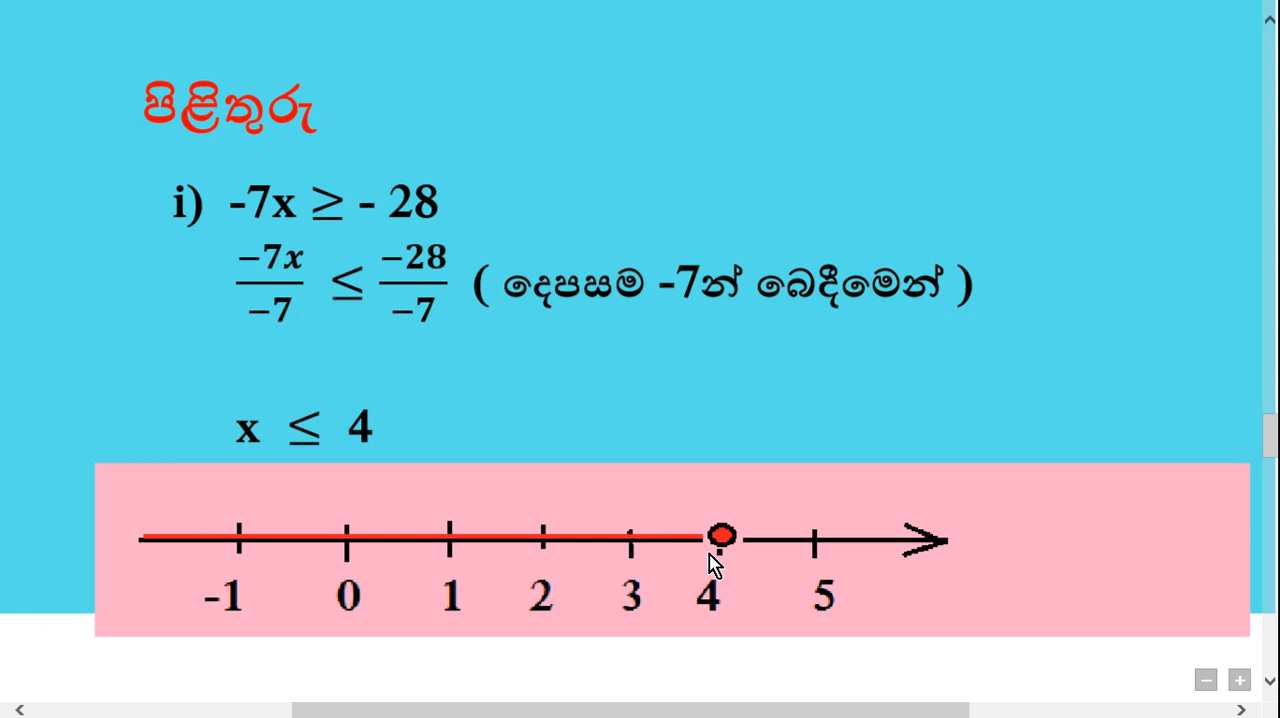 පිළිතුරු
i) -7x ≥ - 28
−7x/−7 ≤ −28/−7 ( දෙපසම -7න් බෙදීමෙන් )
x ≤ 4
-1 0 1 2 3 4 5